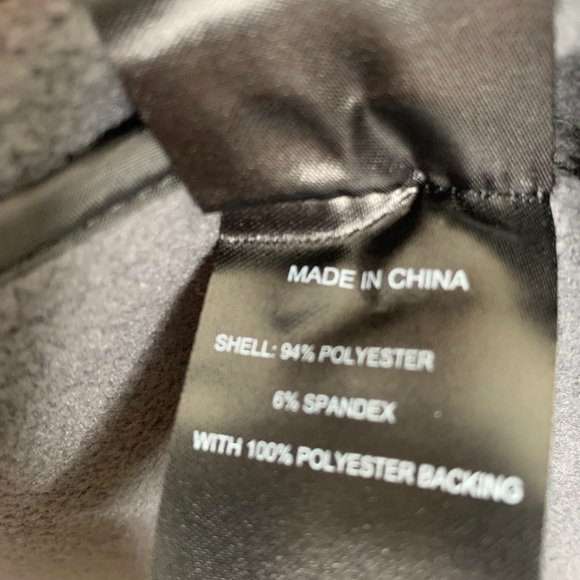 MADE IN CHINA
SHELL: 94% POLYESTER
6% SPANDEX
WITH 100% POLYESTER BACKING